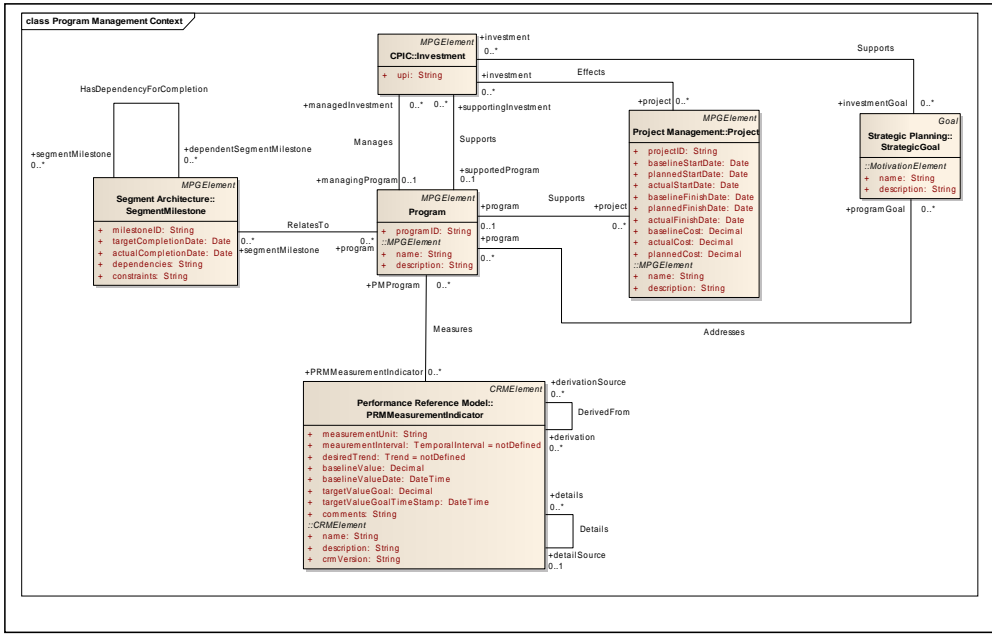 class Program Management Context
MPGElement
CPIC::Investment
+ upi: String
+investment
0..*
Supports
+investment
0..*
Effects
+project 0..*
+investmentGoal 0..*
HasDependencyForCompletion
+segmentMilestone
0..*
+dependentSegmentMilestone
0..*
+managedInvestment 0..*
0..* +supportingInvestment
Manages
Supports
+managingProgram 0..1
+supportedProgram
0..1
MPGElement
Project Management::Project
+ projectID: String
+ baselineStartDate: Date
+ plannedStartDate: Date
+ actualStartDate: Date
+ baselineFinishDate: Date
+ plannedFinishDate: Date
+ actualFinishDate: Date
+ baselineCost: Decimal
+ actualCost: Decimal
+ plannedCost: Decimal
::MPGElement
+ name: String
+ description: String
Goal
Strategic Planning::
StrategicGoal
::MotivationElement
+ name: String
+ description: String
+programGoal 0..*
MPGElement
Segment Architecture::
SegmentMilestone
+ milestoneID: String
+ targetCompletionDate: Date
+ actualCompletionDate: Date
+ dependencies: String
+ constraints: String
RelatesTo
0..*
+segmentMilestone
0..*
+program
MPGElement
Program
+ programID: String
::MPGElement
+ name: String
+ description: String
+program
0..1
Supports
+project
0..*
+program
0..*
Addresses
+PMProgram 0..*
Measures
+PRMMeasurementIndicator 0..*
CRMElement
Performance Reference Model::
PRMMeasurementIndicator
+ measurementUnit: String
+ meaurementInterval: TemporalInterval = notDefined
+ desiredTrend: Trend = notDefined
+ baselineValue: Decimal
+ baselineValueDate: DateTime
+ targetValueGoal: Decimal
+ targetValueGoalTimeStamp: DateTime
+ comments: String
::CRMElement
+ name: String
+ description: String
+ crmVersion: String
+derivationSource
0..*
DerivedFrom
+derivation
0..*
+details
0..*
Details
+detailSource
0..1